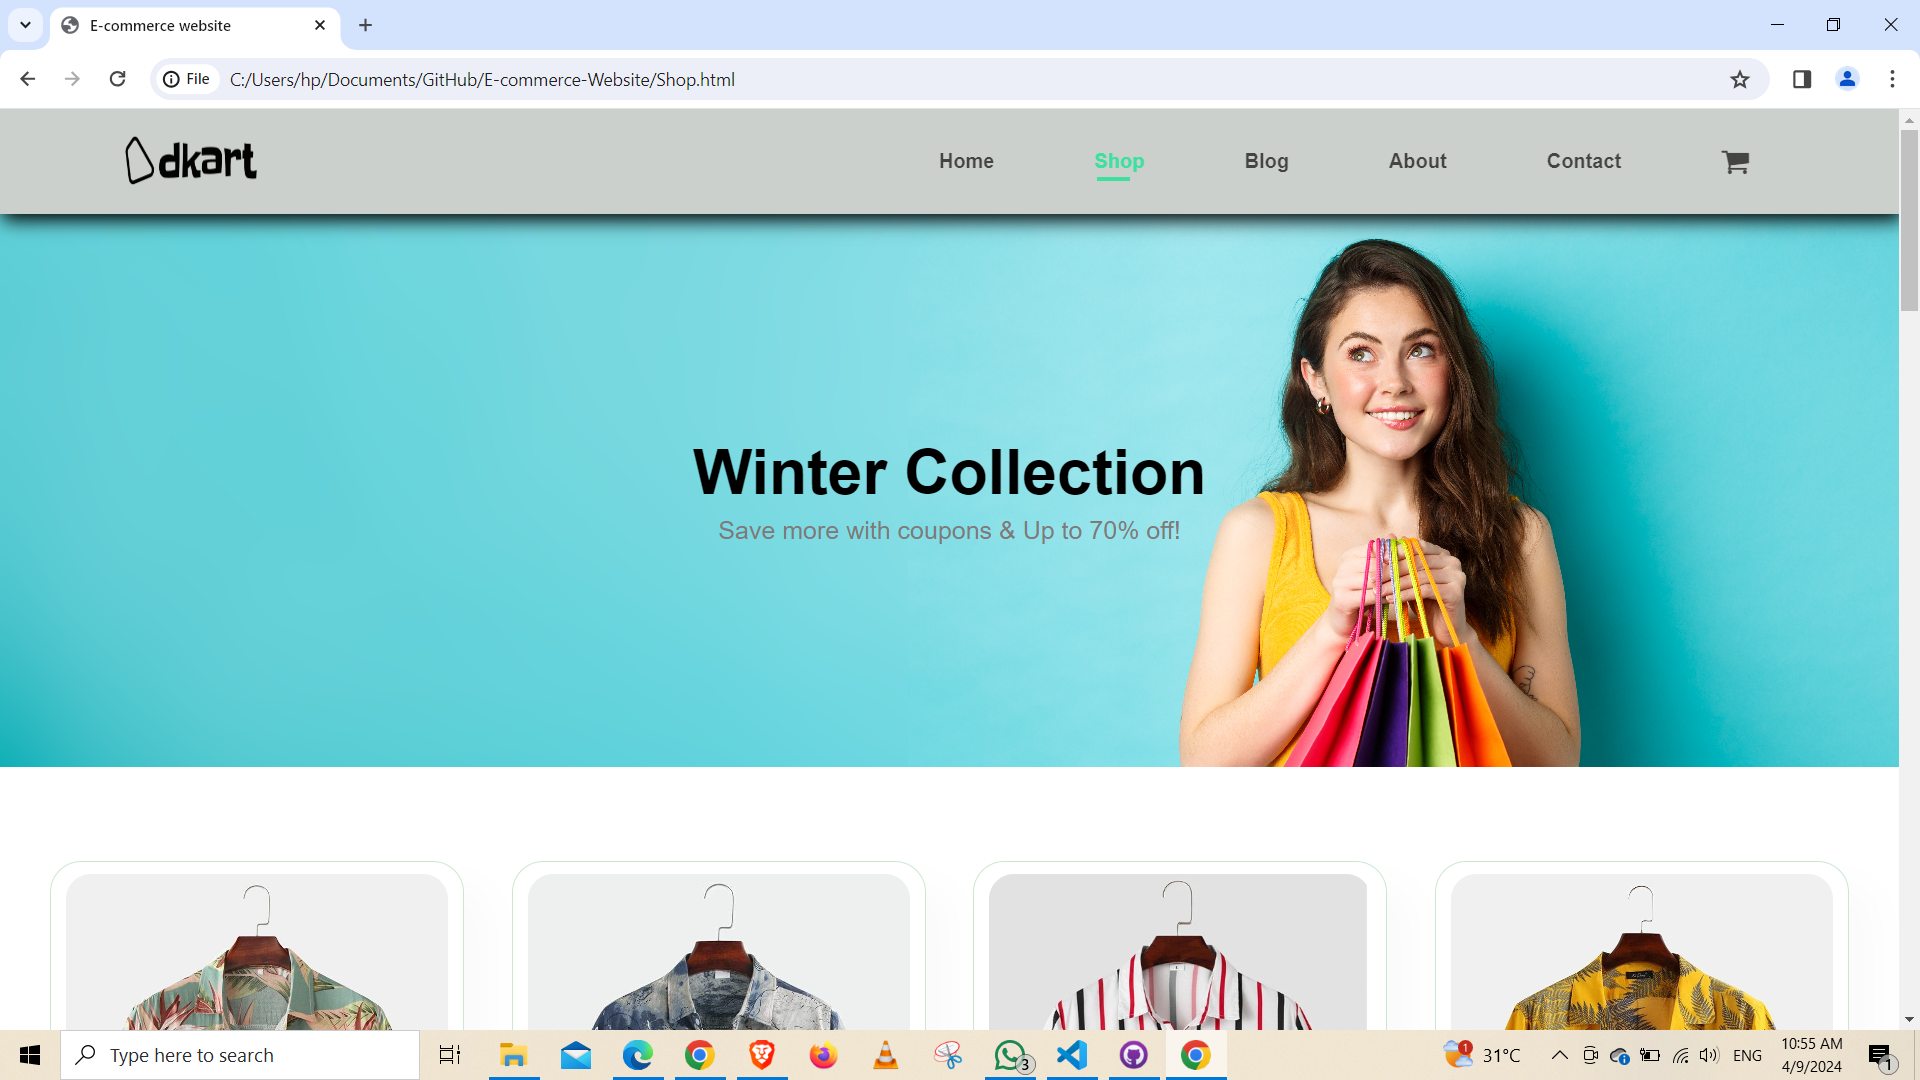 E-commerce website
File
C:/Users/hp/Documents/GitHub/E-commerce-Website/Shop.html
dkart
Home
Shop
Blog
About
Contact
Winter Collection
Save more with coupons & Up to 70% off!
Type here to search
3
1
31°C
ENG
10:55 AM
4/9/2024
1